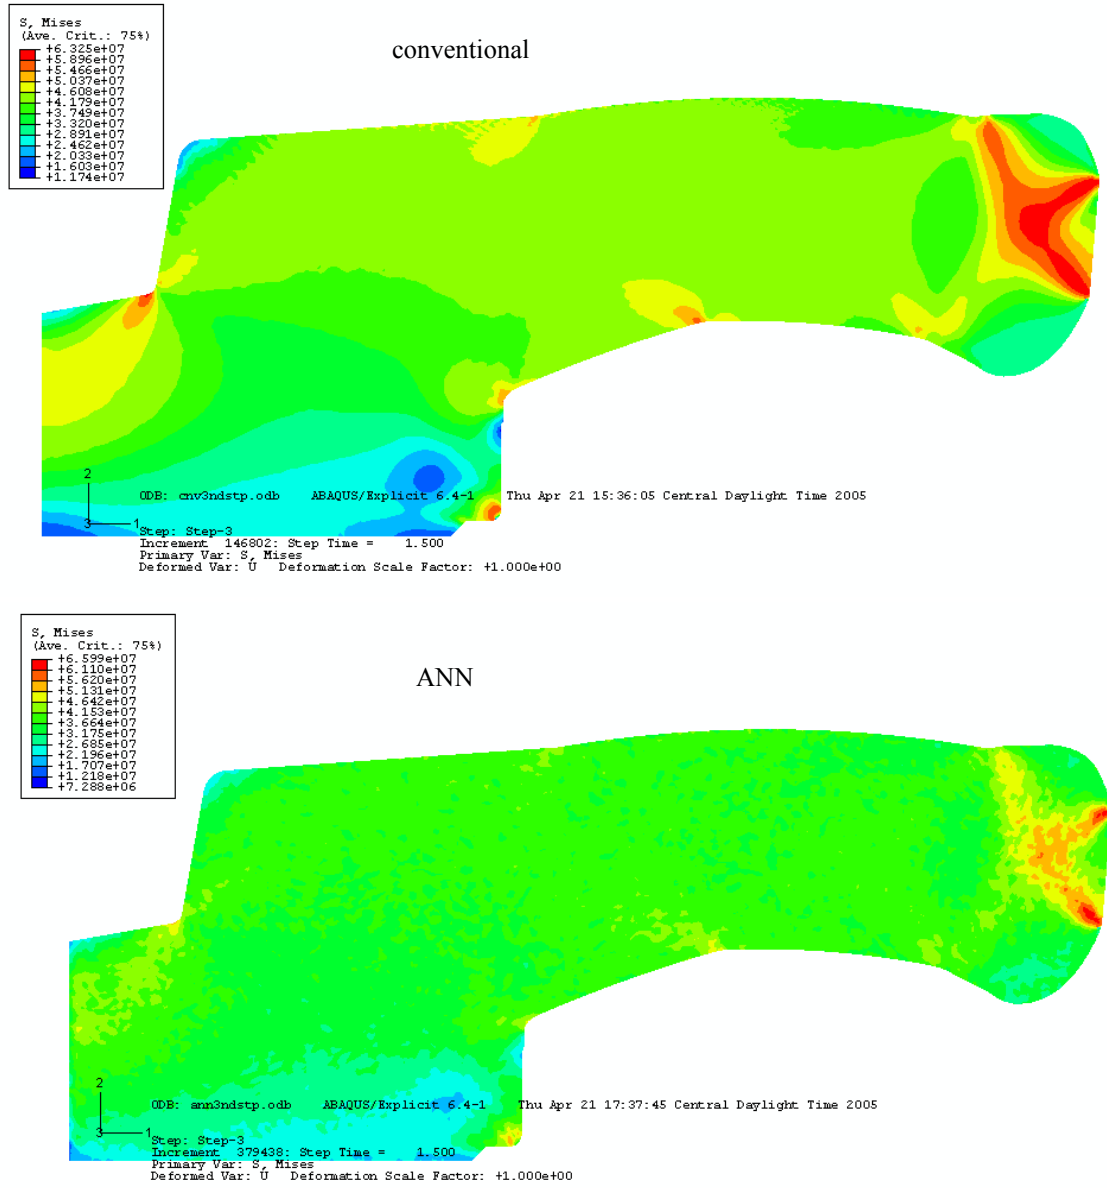 S, Mises
(Ave. Crit.: 75%)
+6.325e+07
+5.896e+07
+5.466e+07
+5.037e+07
+4.608e+07
+4.179e+07
+3.749e+07
+3.320e+07
+2.891e+07
+2.462e+07
+2.033e+07
+1.603e+07
+1.174e+07
conventional
2
3
1
ODB: cnv3ndstp.odb ABAQUS/Explicit 6.4-1 Thu Apr 21 15:36:05 Central Daylight Time 2005
Step: Step-3
Increment 146802: Step Time = 1.500
Primary Var: S, Mises
Deformed Var: U Deformation Scale Factor: +1.000e+00
S, Mises
(Ave. Crit.: 75%)
+6.599e+07
+6.110e+07
+5.620e+07
+5.131e+07
+4.642e+07
+4.153e+07
+3.664e+07
+3.175e+07
+2.685e+07
+2.196e+07
+1.707e+07
+1.218e+07
+7.288e+06
ANN
2
3
1
ODB: ann3ndstp.odb ABAQUS/Explicit 6.4-1 Thu Apr 21 17:37:45 Central Daylight Time 2005
Step: Step-3
Increment 379438: Step Time = 1.500
Primary Var: S, Mises
Deformed Var: U Deformation Scale Factor: +1.000e+00